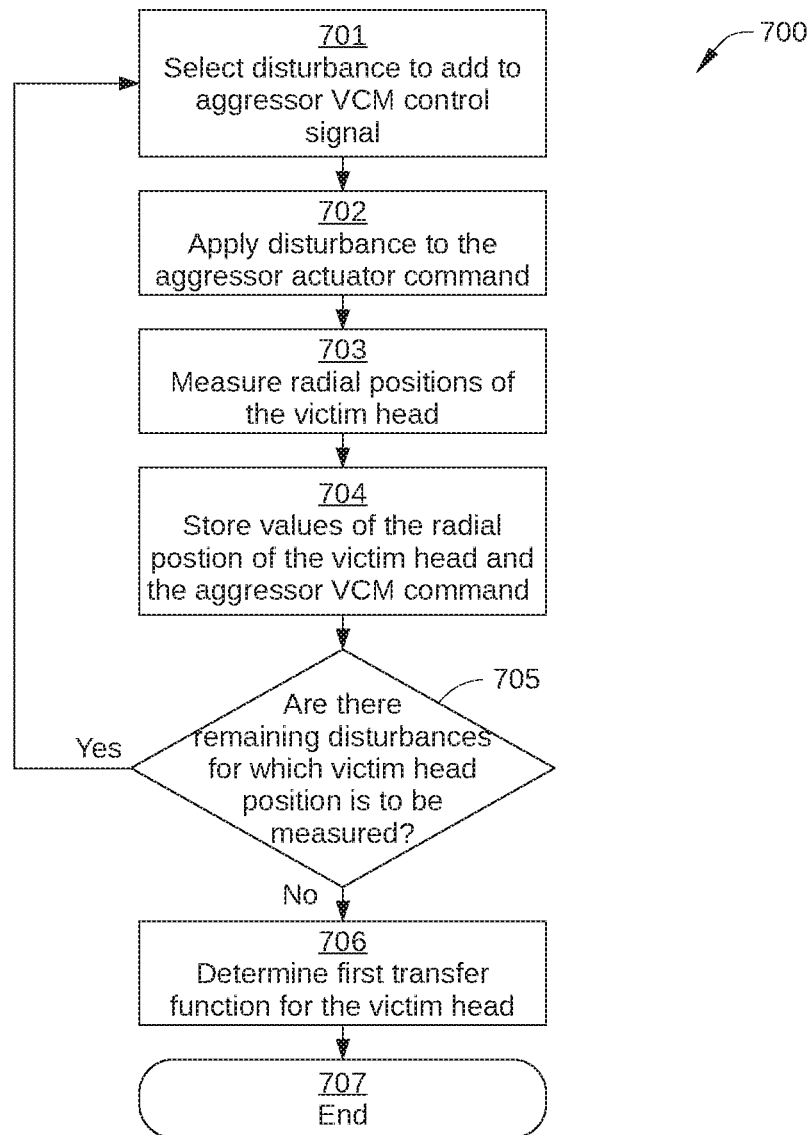 700
701
Select disturbance to add to
aggressor VCM control
signal
702
Apply disturbance to the
aggressor actuator command
703
Measure radial positions of
the victim head
704
Store values of the radial
postion of the victim head and
the aggressor VCM command
705
Are there
remaining disturbances
for which victim head
position is to be
measured?
Yes
No
706
Determine first transfer
function for the victim head
707
End